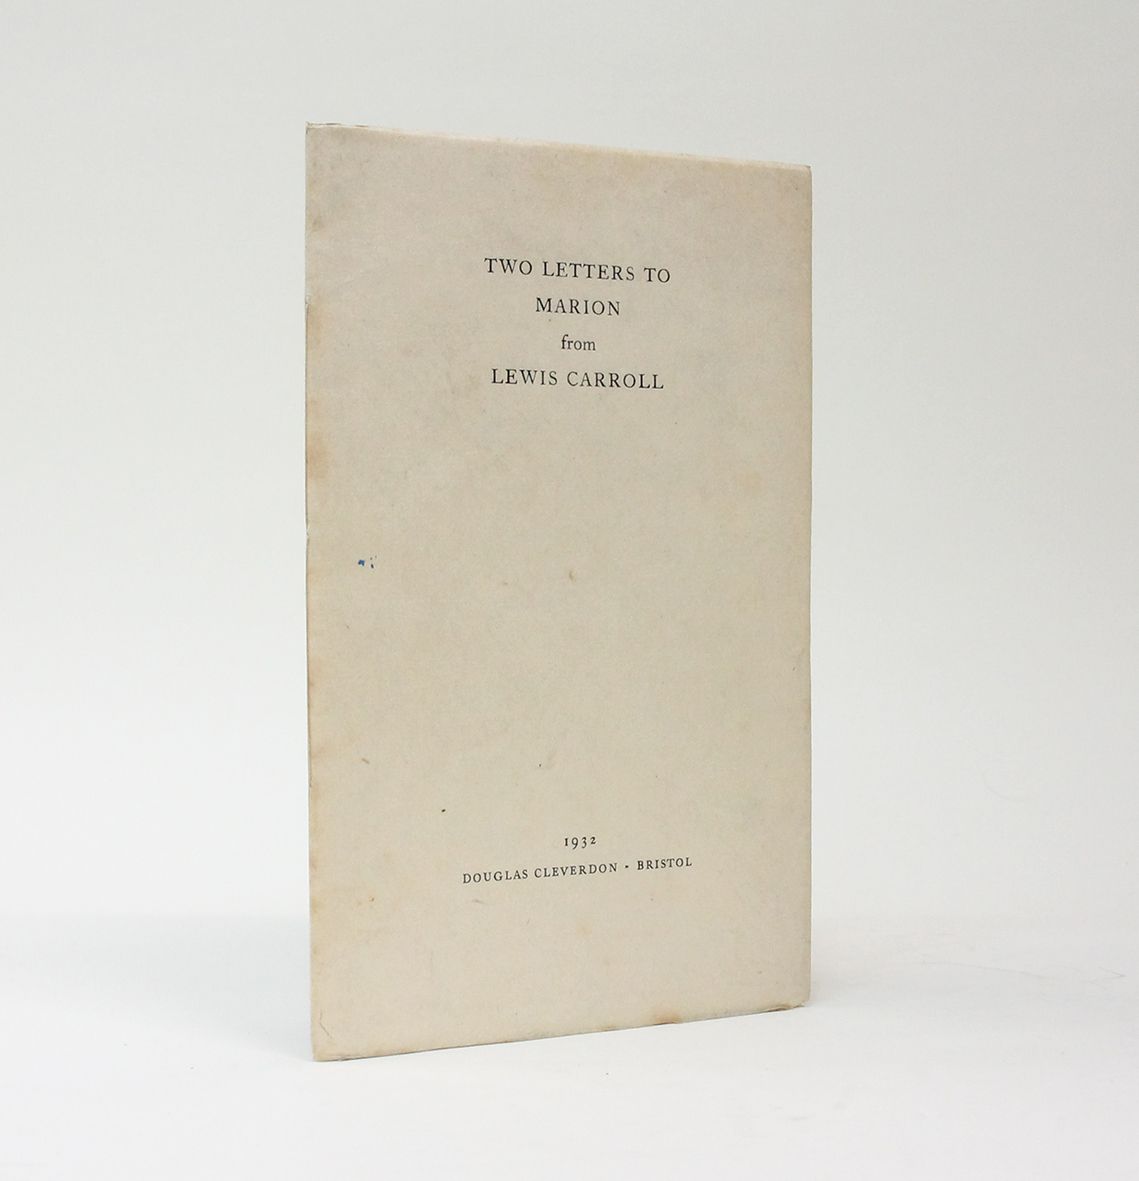 TWO LETTERS TO
MARION
from
LEWIS CARROLL
1932
DOUGLAS CLEVERDON · BRISTOL